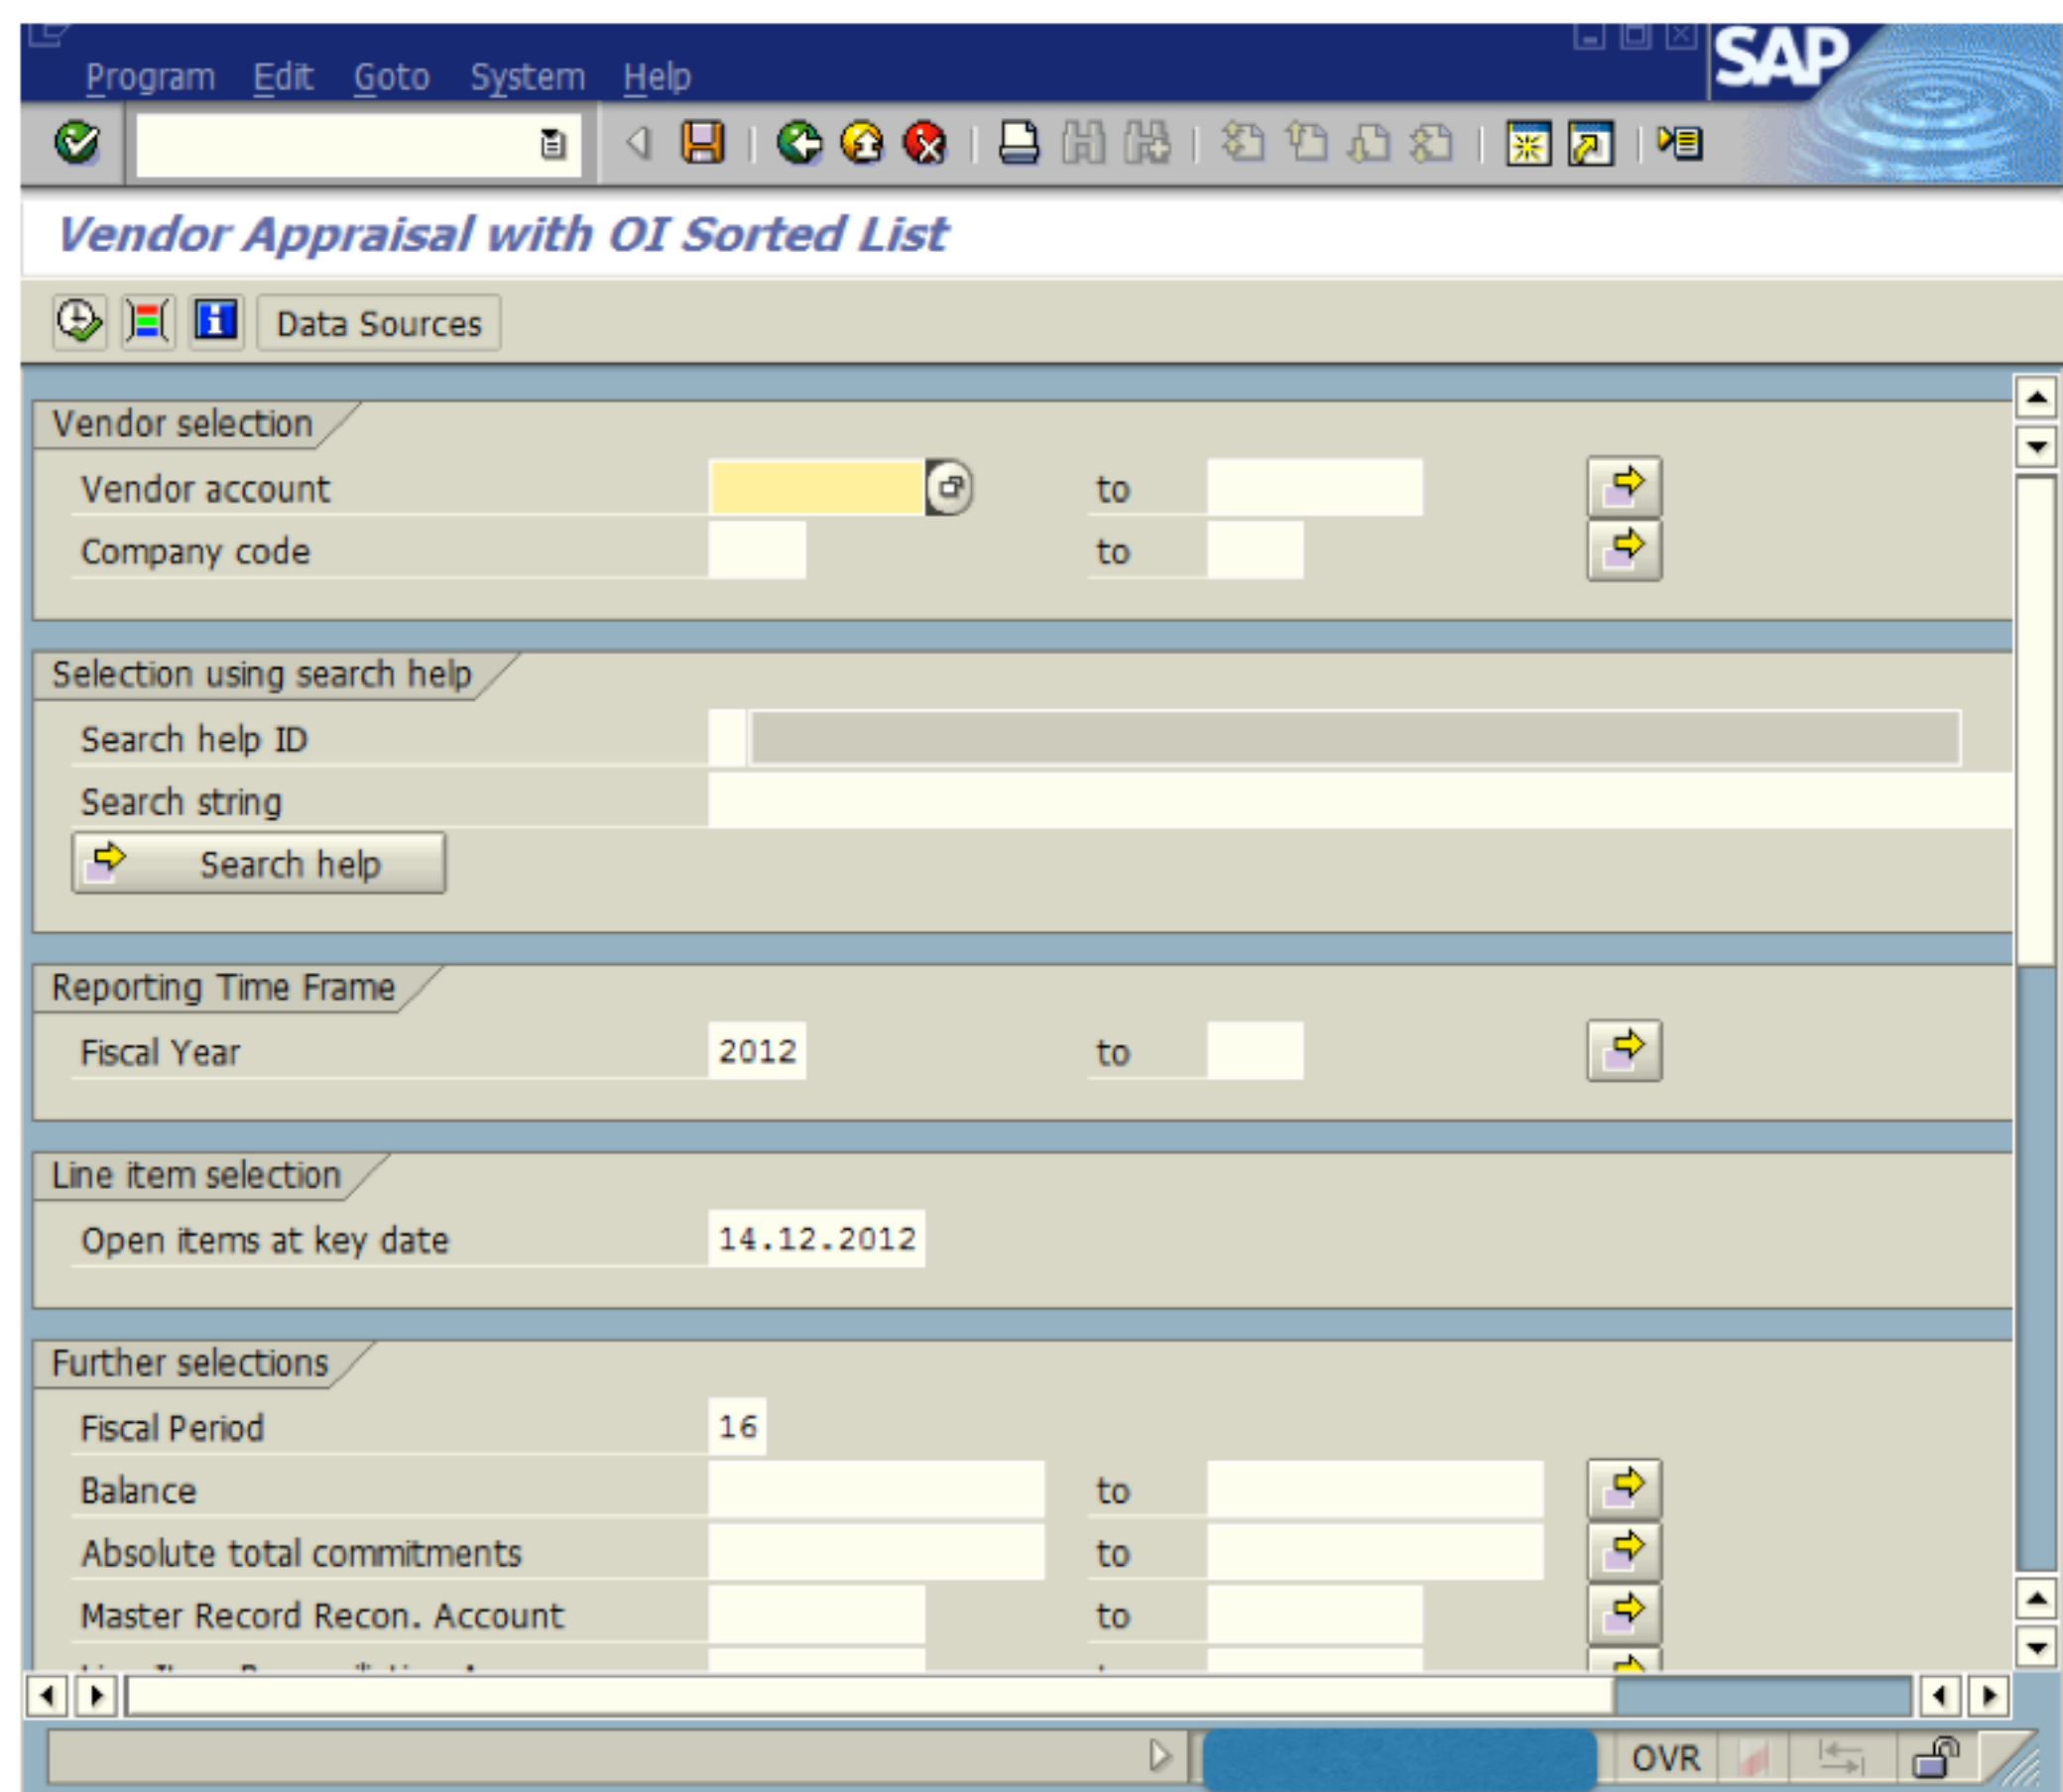 Program Edit Goto System Help
SAP
Vendor Appraisal with OI Sorted List
Data Sources
Vendor selection
Vendor account to
Company code to
Selection using search help
Search help ID
Search string
Search help
Reporting Time Frame
Fiscal Year 2012 to
Line item selection
Open items at key date 14.12.2012
Further selections
Fiscal Period 16
Balance to
Absolute total commitments to
Master Record Recon. Account to
OVR